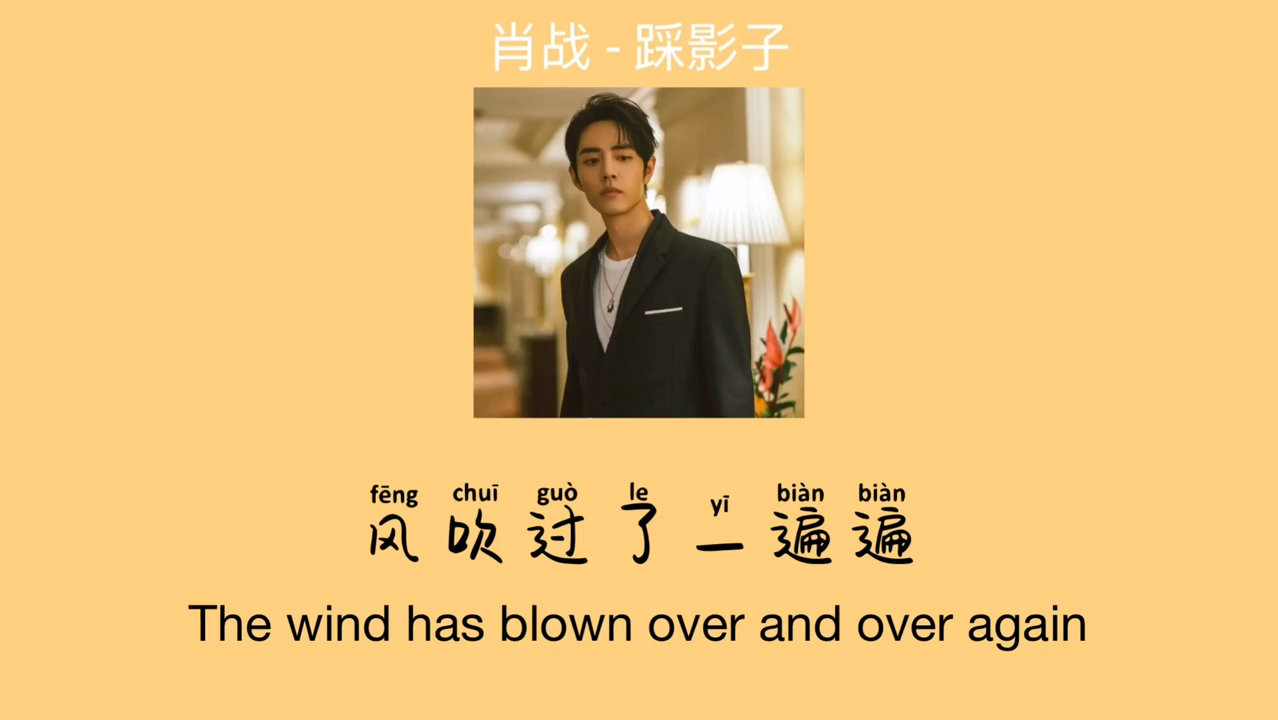 肖战 - 踩影子
fēng chuī guò le yī biàn biàn
风吹过了一遍遍
The wind has blown over and over again